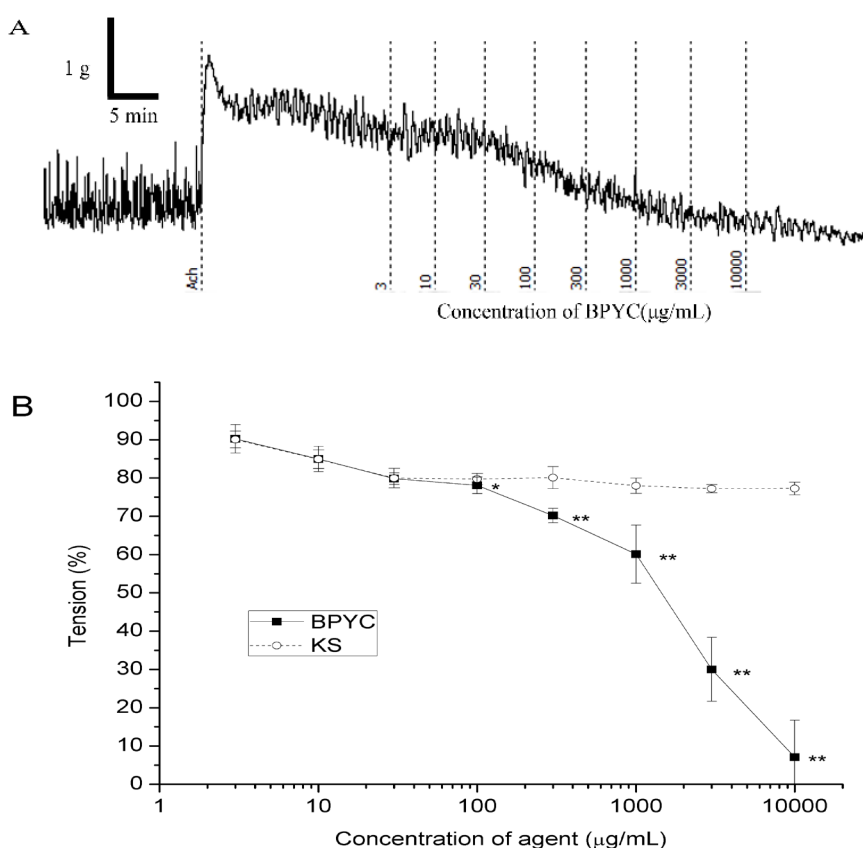 A
1 g
5 min
Ach
3
10
30
100
300
1000
3000
10000
Concentration of BPYC(μg/mL)
B
100
90
80
70
60
50
40
30
20
10
0
Tension (%)
*
**
**
**
**
BPYC
KS
1
10
100
1000
10000
Concentration of agent (μg/mL)